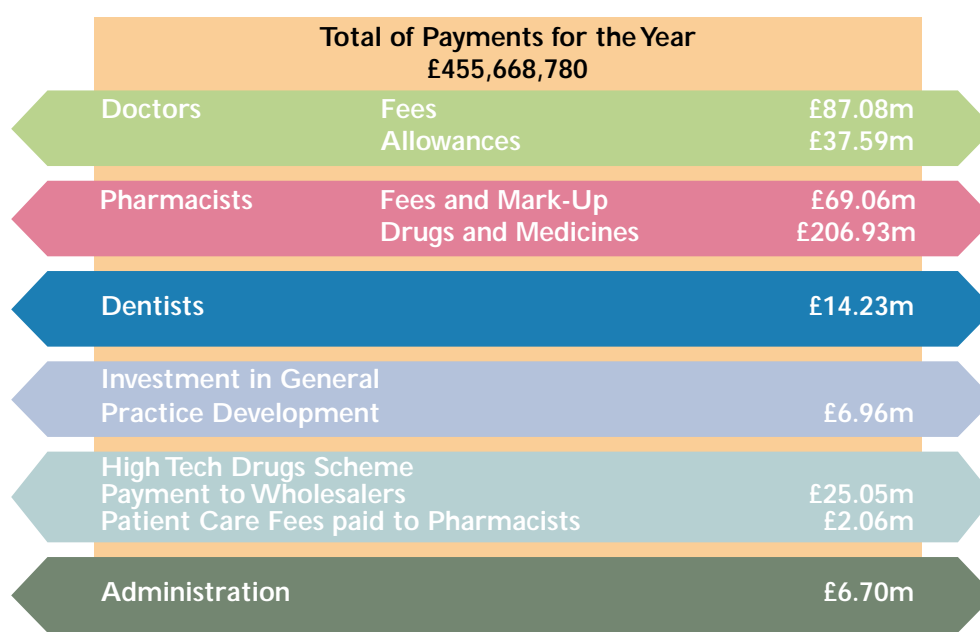 Total of Payments for the Year
£455,668,780
Doctors Fees £87.08m
Allowances £37.59m
Pharmacists Fees and Mark-Up £69.06m
Drugs and Medicines £206.93m
Dentists £14.23m
Investment in General
Practice Development £6.96m
High Tech Drugs Scheme
Payment to Wholesalers £25.05m
Patient Care Fees paid to Pharmacists £2.06m
Administration £6.70m